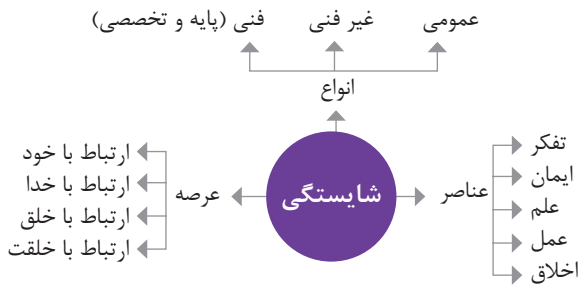 عمومی
غیر فنی
فنی (پایه و تخصصی)
انواع
شایستگی
عناصر
تفکر
ایمان
علم
عمل
اخلاق
عرصه
ارتباط با خود
ارتباط با خدا
ارتباط با خلق
ارتباط با خلقت